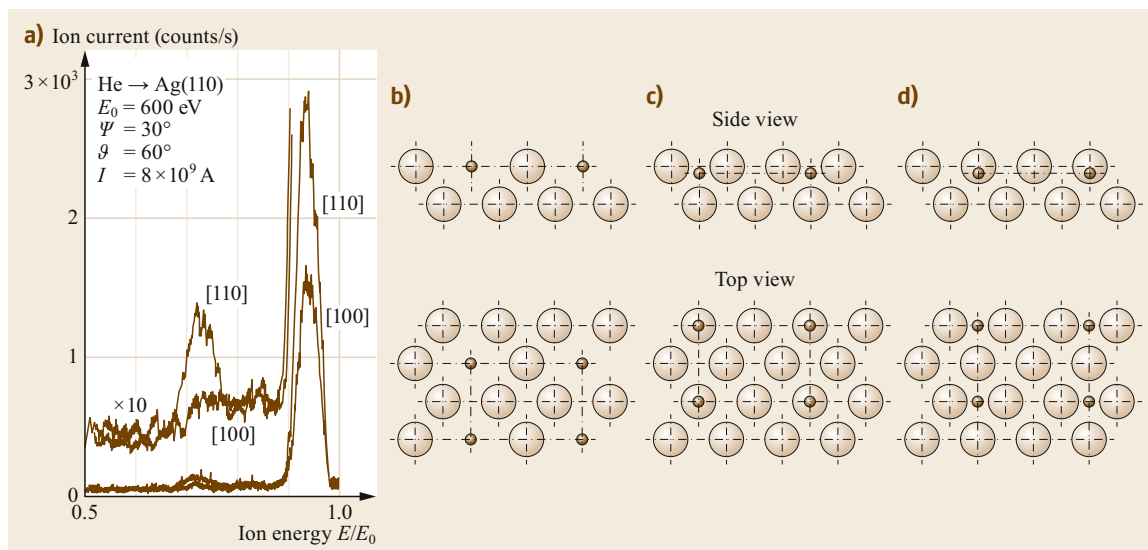 a) Ion current (counts/s)
3 × 10³
He → Ag(110)
E₀ = 600 eV
Ψ = 30°
ϑ = 60°
I = 8 × 10⁹ A
2
[110]
[100]
[110]
1
×10
[100]
0
0.5
1.0
Ion energy E/E₀
b)
c)
d)
Side view
Top view